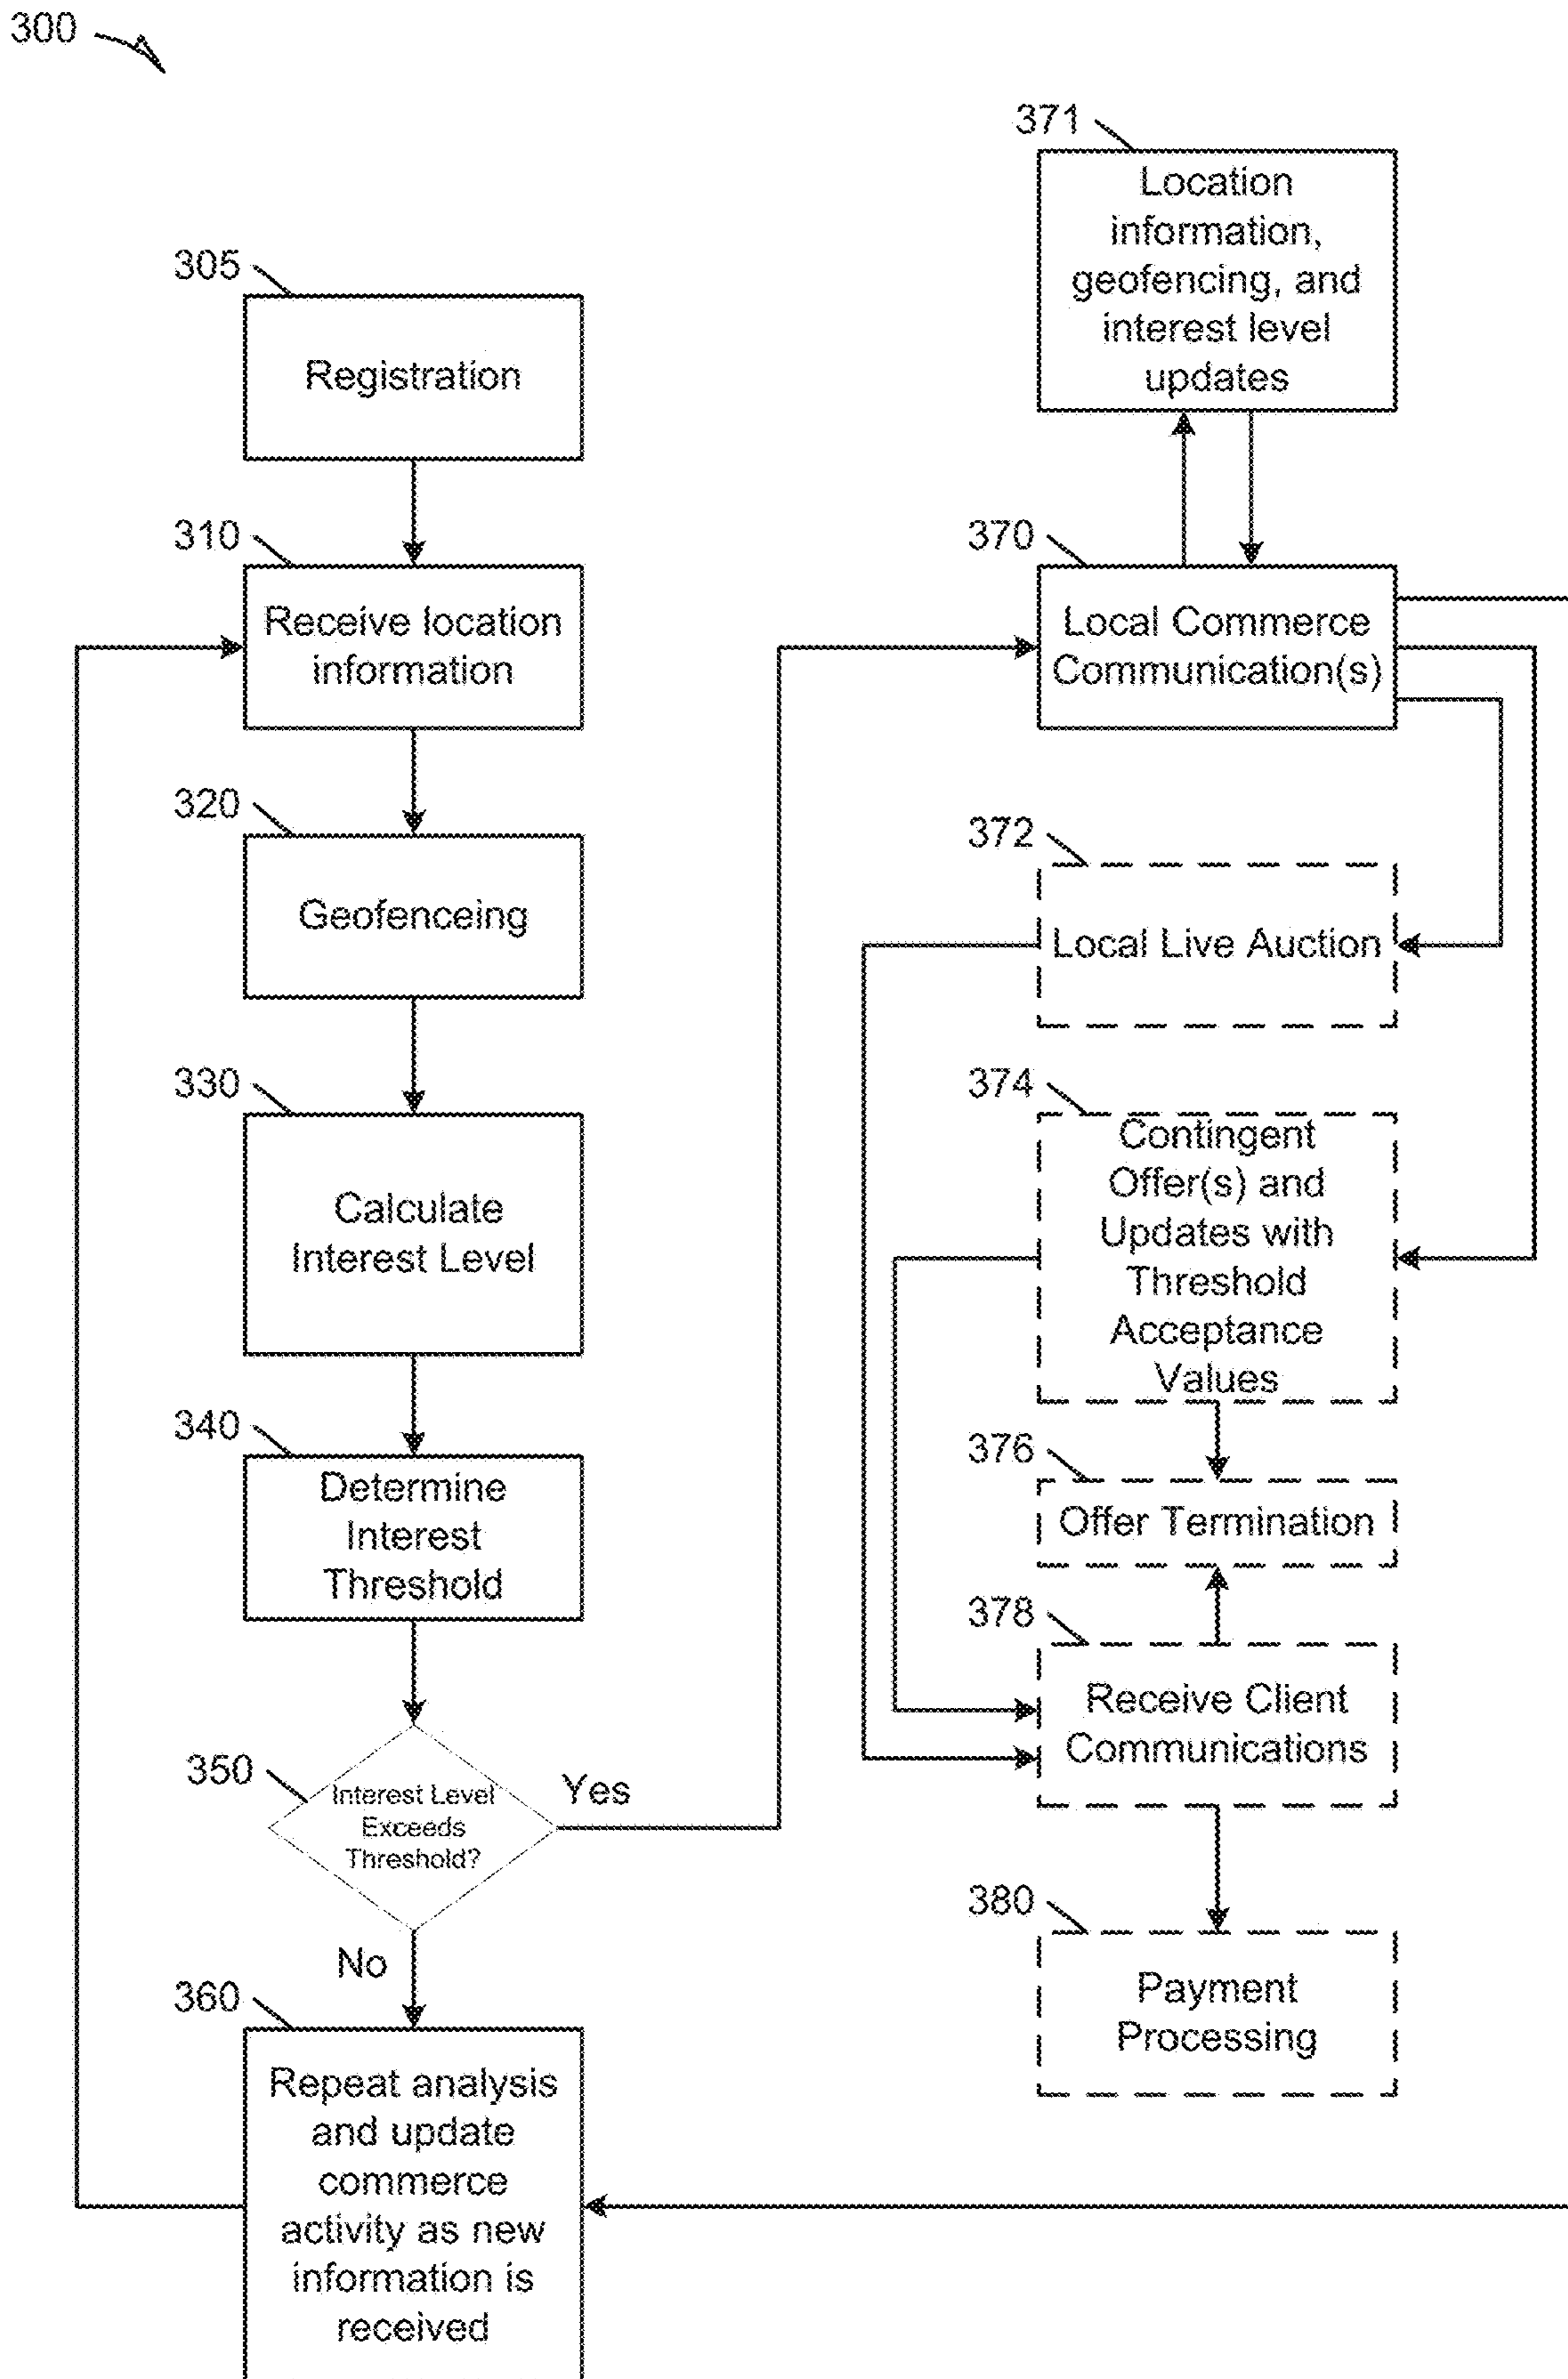 300
305
Registration
310
Receive location
information
320
Geofenceing
330
Calculate
Interest Level
340
Determine
Interest
Threshold
350
Interest Level
Exceeds
Threshold?
Yes
No
360
Repeat analysis
and update
commerce
activity as new
information is
received
371
Location
information,
geofencing, and
interest level
updates
370
Local Commerce
Communication(s)
372
Local Live Auction
374
Contingent
Offer(s) and
Updates with
Threshold
Acceptance
Values
376
Offer Termination
378
Receive Client
Communications
380
Payment
Processing